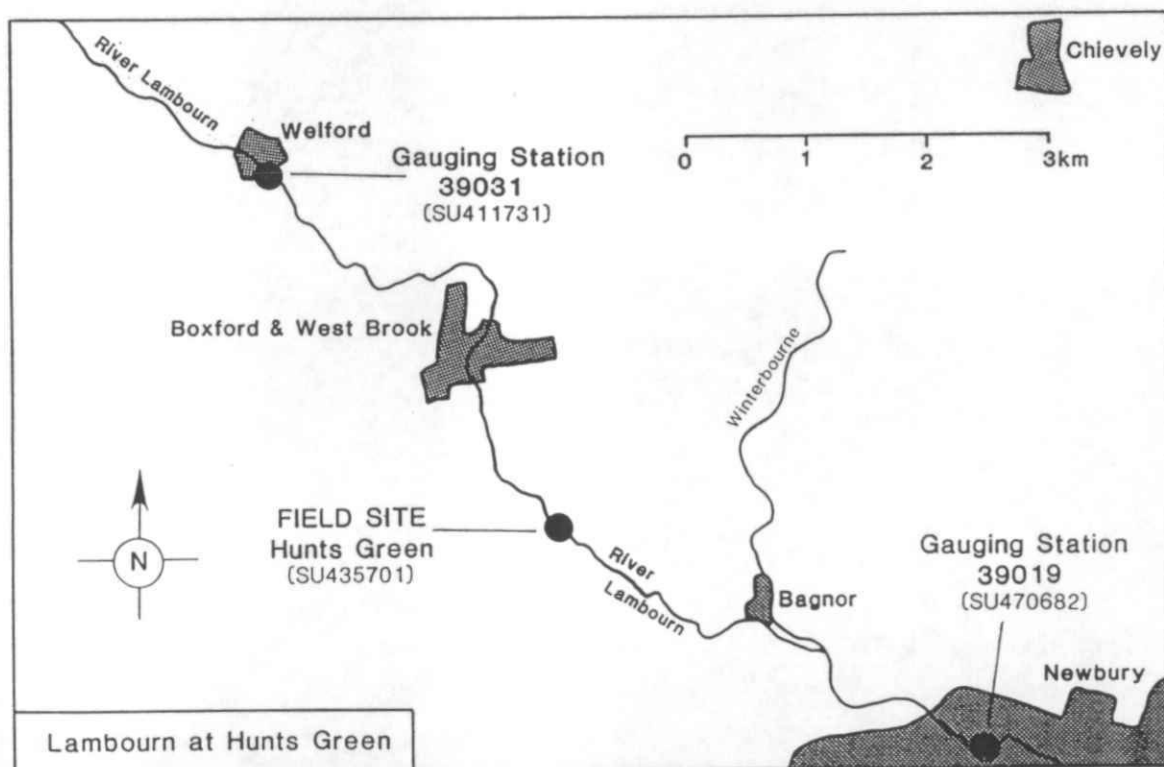 River Lambourn
Chievely
Welford
Gauging Station
39031
(SU411731)
0 1 2 3km
Boxford & West Brook
Winterbourne
FIELD SITE
Hunts Green
(SU435701)
N
River
Lambourn
Bagnor
Gauging Station
39019
(SU470682)
Newbury
Lambourn at Hunts Green